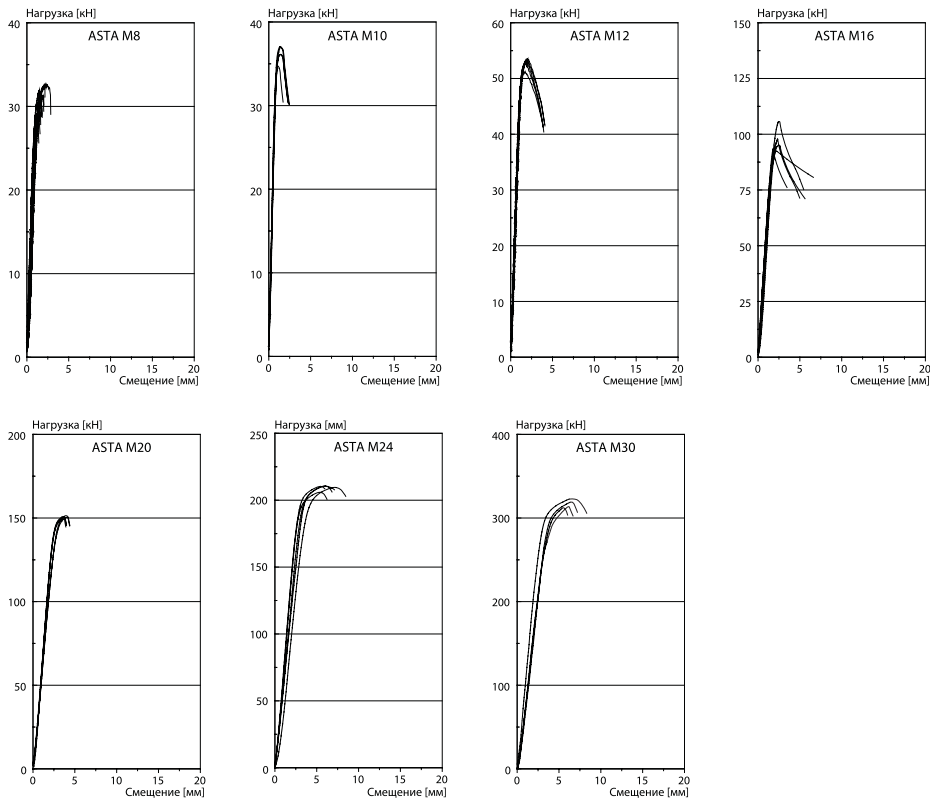 Нагрузка [кН]
ASTA M8
40
30
20
10
0
0 5 10 15 20
Смещение [мм]
Нагрузка [кН]
ASTA M10
40
30
20
10
0
0 5 10 15 20
Смещение [мм]
Нагрузка [кН]
ASTA M12
60
50
40
30
20
10
0
0 5 10 15 20
Смещение [мм]
Нагрузка [кН]
ASTA M16
150
125
100
75
50
25
0
0 5 10 15 20
Смещение [мм]
Нагрузка [кН]
ASTA M20
200
150
100
50
0
0 5 10 15 20
Смещение [мм]
Нагрузка [мм]
ASTA M24
250
200
150
100
50
0
0 5 10 15 20
Смещение [мм]
Нагрузка [кН]
ASTA M30
400
300
200
100
0
0 5 10 15 20
Смещение [мм]